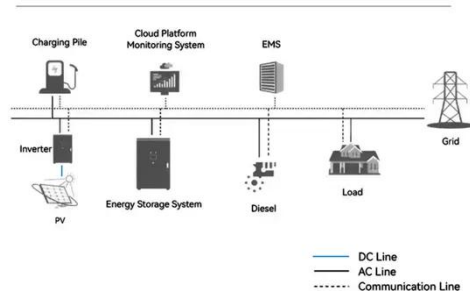 Charging Pile
Cloud Platform
Monitoring System
EMS
Grid
Inverter
PV
Energy Storage System
Diesel
Load
DC Line
AC Line
Communication Line